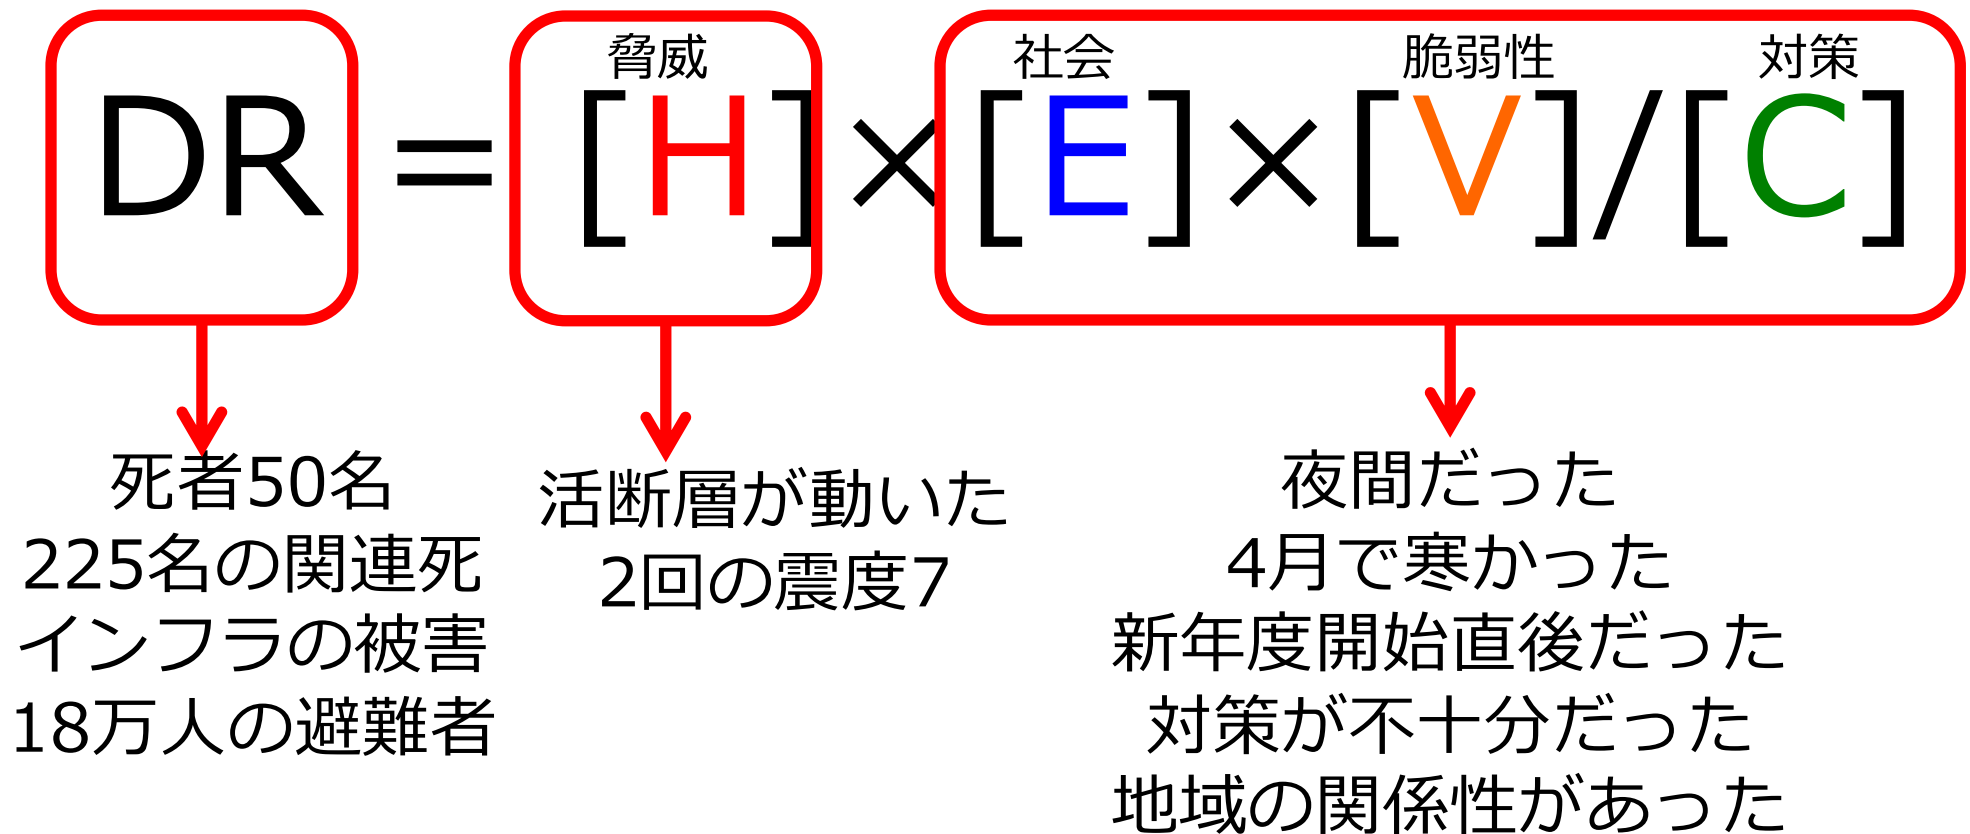 脅威 社会 脆弱性 対策
DR = [H]×[E]×[V]/[C]
死者50名
225名の関連死
インフラの被害
18万人の避難者
活断層が動いた
2回の震度7
夜間だった
4月で寒かった
新年度開始直後だった
対策が不十分だった
地域の関係性があった